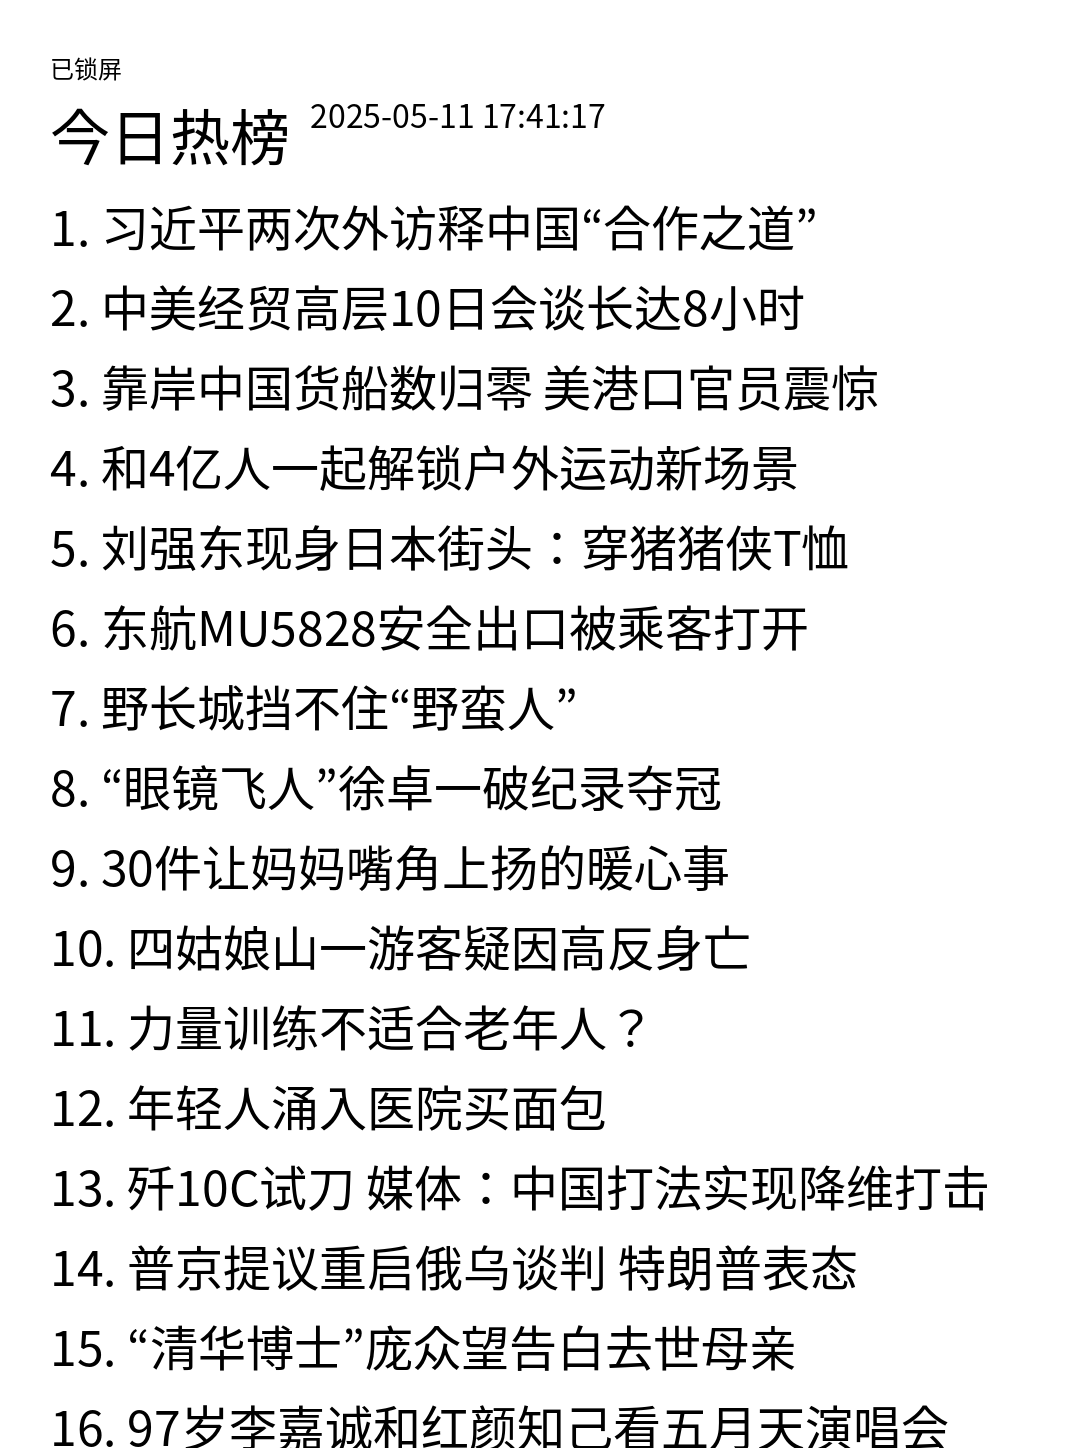 已锁屏
今日热榜 2025-05-11 17:41:17
1. 习近平两次外访释中国“合作之道”
2. 中美经贸高层10日会谈长达8小时
3. 靠岸中国货船数归零 美港口官员震惊
4. 和4亿人一起解锁户外运动新场景
5. 刘强东现身日本街头：穿猪猪侠T恤
6. 东航MU5828安全出口被乘客打开
7. 野长城挡不住“野蛮人”
8. “眼镜飞人”徐卓一破纪录夺冠
9. 30件让妈妈嘴角上扬的暖心事
10. 四姑娘山一游客疑因高反身亡
11. 力量训练不适合老年人？
12. 年轻人涌入医院买面包
13. 歼10C试刀 媒体：中国打法实现降维打击
14. 普京提议重启俄乌谈判 特朗普表态
15. “清华博士”庞众望告白去世母亲
16. 97岁李嘉诚和红颜知己看五月天演唱会